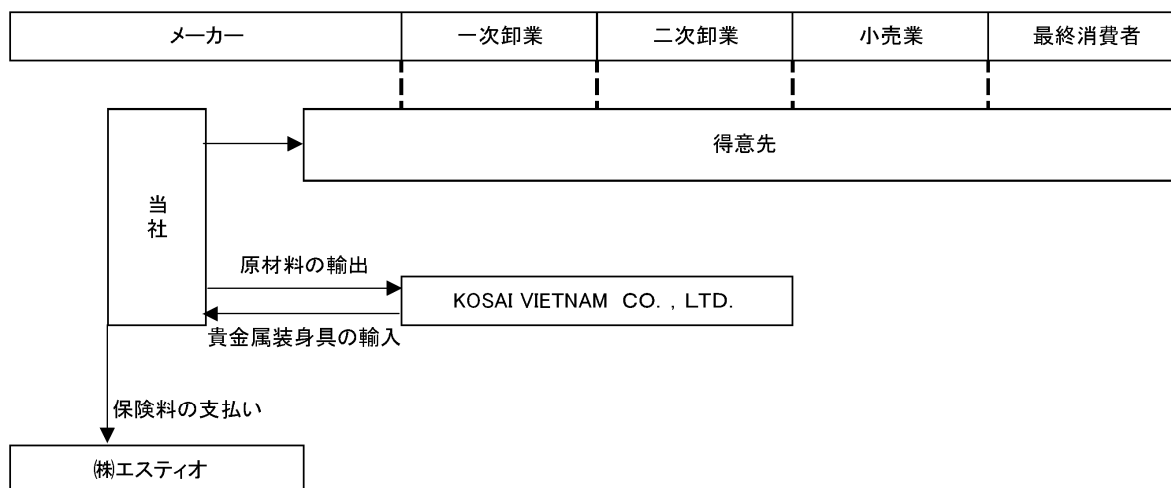 メーカー 一次卸業 二次卸業 小売業 最終消費者
得意先
当社
原材料の輸出
KOSAI VIETNAM CO. , LTD.
貴金属装身具の輸入
保険料の支払い
㈱エスティオ